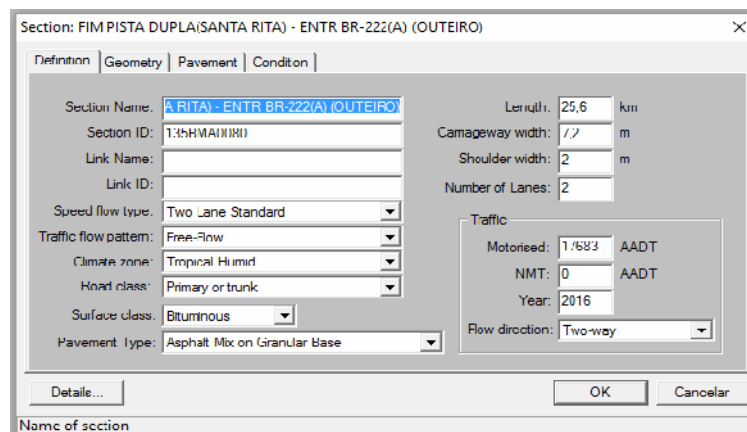 Section: FIM PISTA DUPLA(SANTA RITA) - ENTR BR-222(A) (OUTEIRO)
Definition Geometry Pavement Condition
Section Name: A RITA) - ENTR BR-222(A) (OUTEIRO)
Section ID: 135BMA0080
Link Name:
Link ID:
Speed flow type: Two Lane Standard
Traffic flow pattern: Free-Flow
Climate zone: Tropical Humid
Road class: Primary or trunk
Surface class: Bituminous
Pavement Type: Asphalt Mix on Granular Base
Length: 25,6 km
Carriageway width: 7,2 m
Shoulder width: 2 m
Number of Lanes: 2
Traffic
Motorised: 17683 AADT
NMT: 0 AADT
Year: 2016
Flow direction: Two-way
Details... OK Cancelar
Name of section